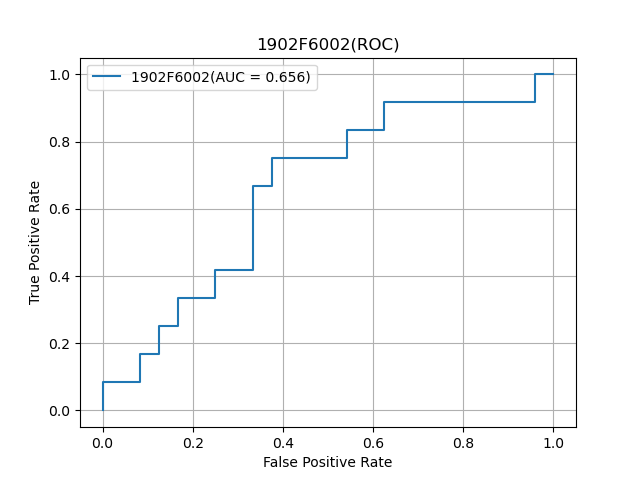 1902F6002(ROC)
1902F6002(AUC = 0.656)
1.0
0.8
0.6
0.4
0.2
0.0
True Positive Rate
0.0 0.2 0.4 0.6 0.8 1.0
False Positive Rate